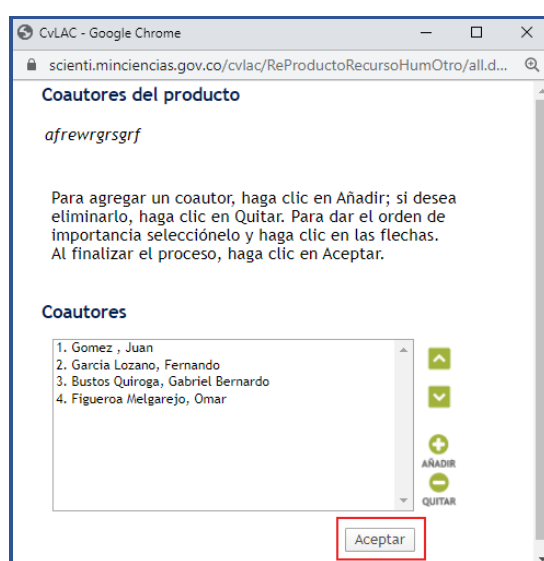 CvLAC - Google Chrome
scienti.minciencias.gov.co/cvlac/ReProductoRecursoHumOtro/all.d...
Coautores del producto
afrewrgrsgrf
Para agregar un coautor, haga clic en Añadir; si desea
eliminarlo, haga clic en Quitar. Para dar el orden de
importancia selecciónelo y haga clic en las flechas.
Al finalizar el proceso, haga clic en Aceptar.
Coautores
1. Gomez , Juan
2. Garcia Lozano, Fernando
3. Bustos Quiroga, Gabriel Bernardo
4. Figueroa Melgarejo, Omar
AÑADIR
QUITAR
Aceptar